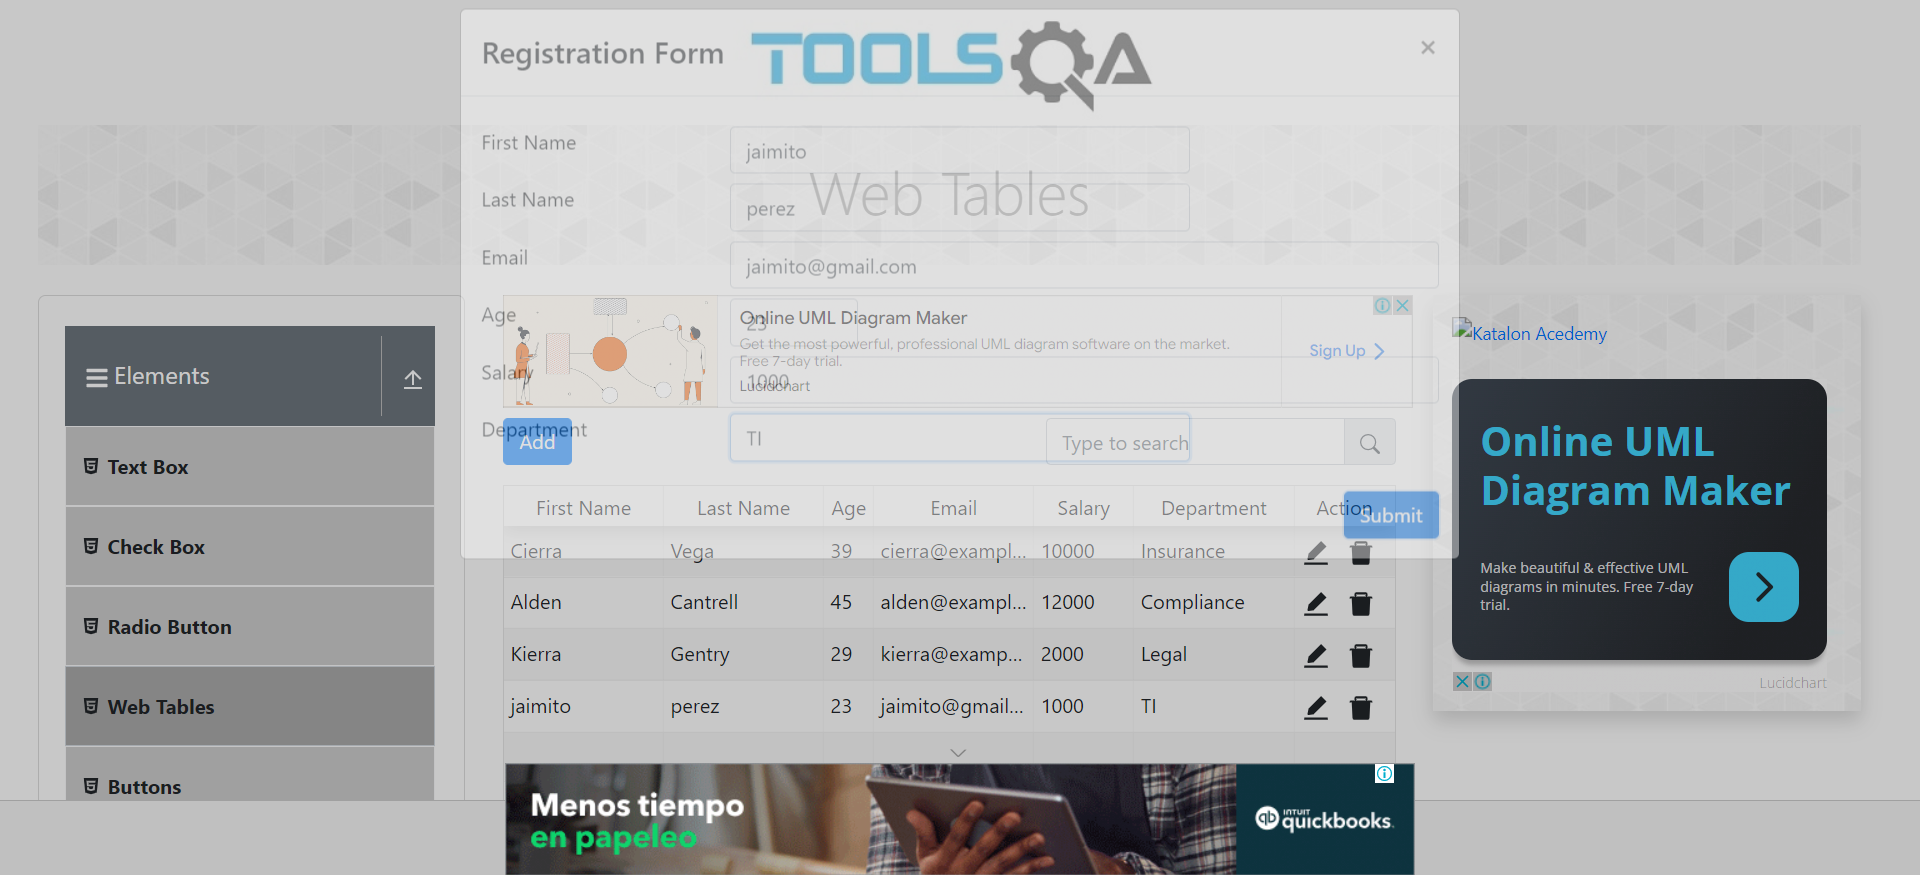 Registration Form
TOOLSQA
×
First Name
jaimito
Last Name
perez
Web Tables
Email
jaimito@gmail.com
Age
23
Online UML Diagram Maker
Get the most powerful, professional UML diagram software on the market.
Free 7-day trial.
Lucidchart
Sign Up
Salary
1000
Department
TI
Add
Type to search
Submit
Elements
Text Box
Check Box
Radio Button
Web Tables
Buttons
First Name Last Name Age Email Salary Department Action
Cierra Vega 39 cierra@exampl... 10000 Insurance
Alden Cantrell 45 alden@exampl... 12000 Compliance
Kierra Gentry 29 kierra@examp... 2000 Legal
jaimito perez 23 jaimito@gmail... 1000 TI
Katalon Acedemy
Online UML
Diagram Maker
Make beautiful & effective UML
diagrams in minutes. Free 7-day
trial.
Lucidchart
Menos tiempo
en papeleo
INTUIT
quickbooks.